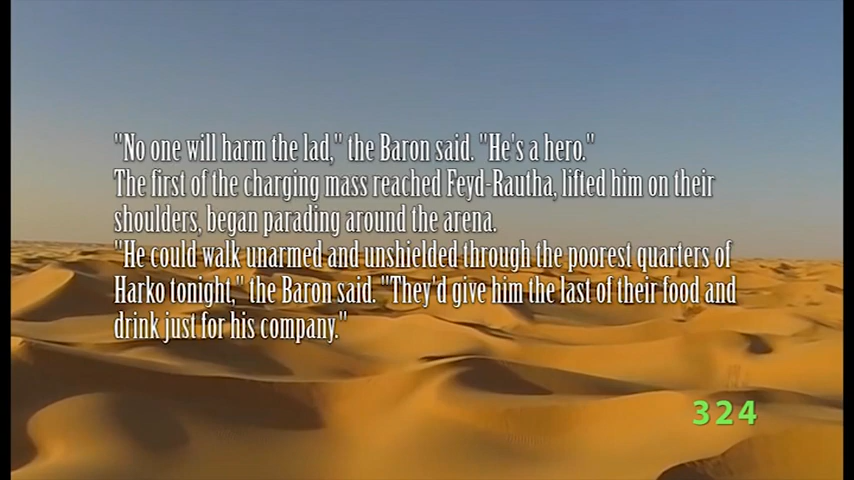 "No one will harm the lad," the Baron said. "He's a hero."
The first of the charging mass reached Feyd-Rautha, lifted him on their
shoulders, began parading around the arena.
"He could walk unarmed and unshielded through the poorest quarters of
Harko tonight," the Baron said. "They'd give him the last of their food and
drink just for his company."
324